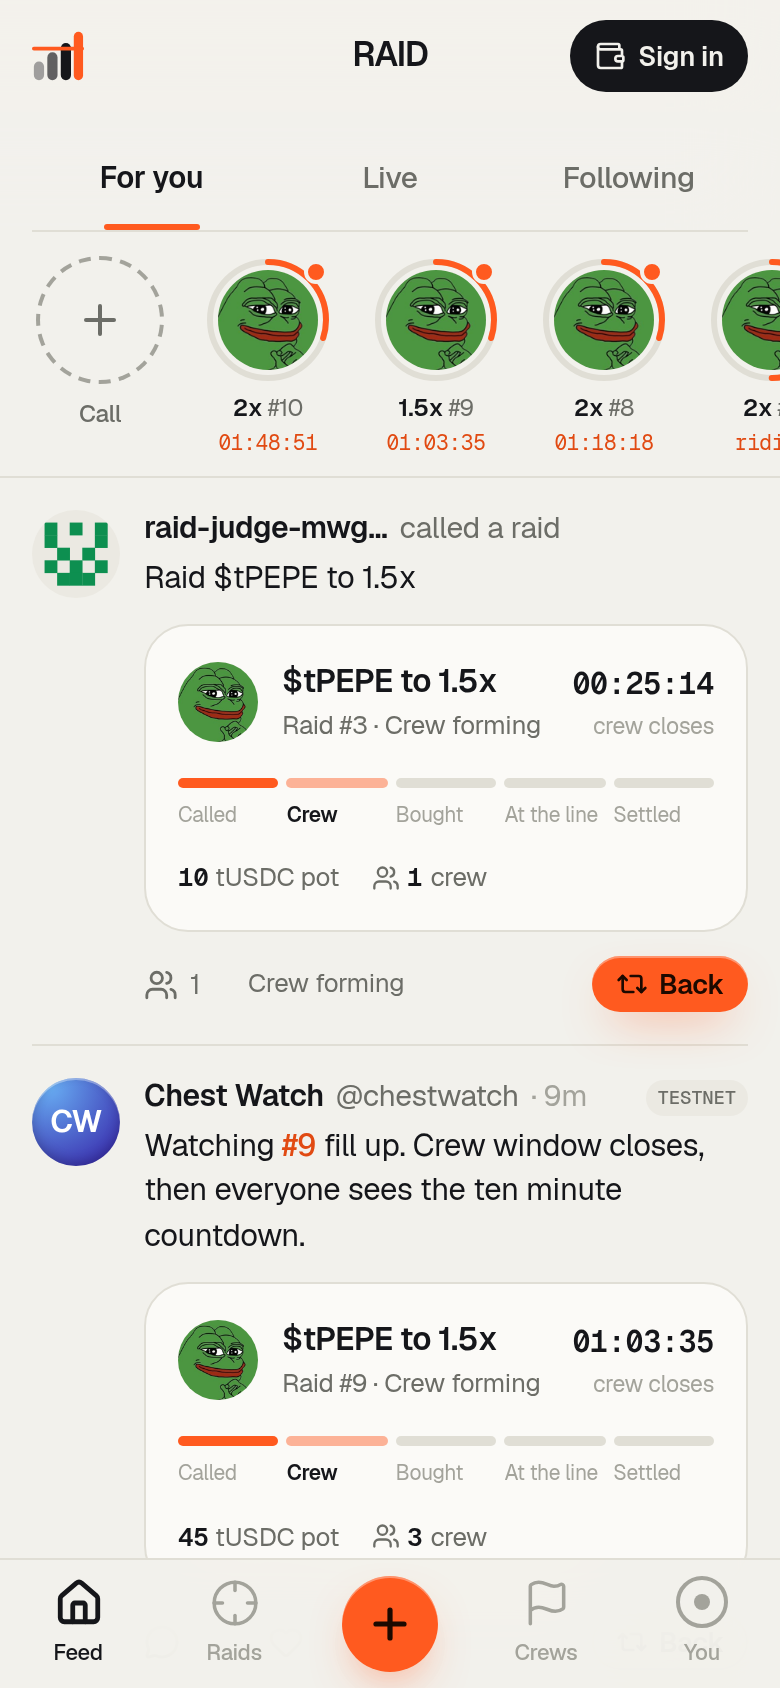 RAID
Sign in
For you
Live
Following
Call
2x #10
01:48:51
1.5x #9
01:03:35
2x #8
01:18:18
2x
ridi
raid-judge-mwg... called a raid
Raid $tPEPE to 1.5x
$tPEPE to 1.5x
00:25:14
Raid #3 · Crew forming
crew closes
Called
Crew
Bought
At the line
Settled
10 tUSDC pot
1 crew
1
Crew forming
Back
CW
Chest Watch @chestwatch · 9m
TESTNET
Watching #9 fill up. Crew window closes,
then everyone sees the ten minute
countdown.
$tPEPE to 1.5x
01:03:35
Raid #9 · Crew forming
crew closes
Called
Crew
Bought
At the line
Settled
45 tUSDC pot
3 crew
Feed
Raids
Crews
You